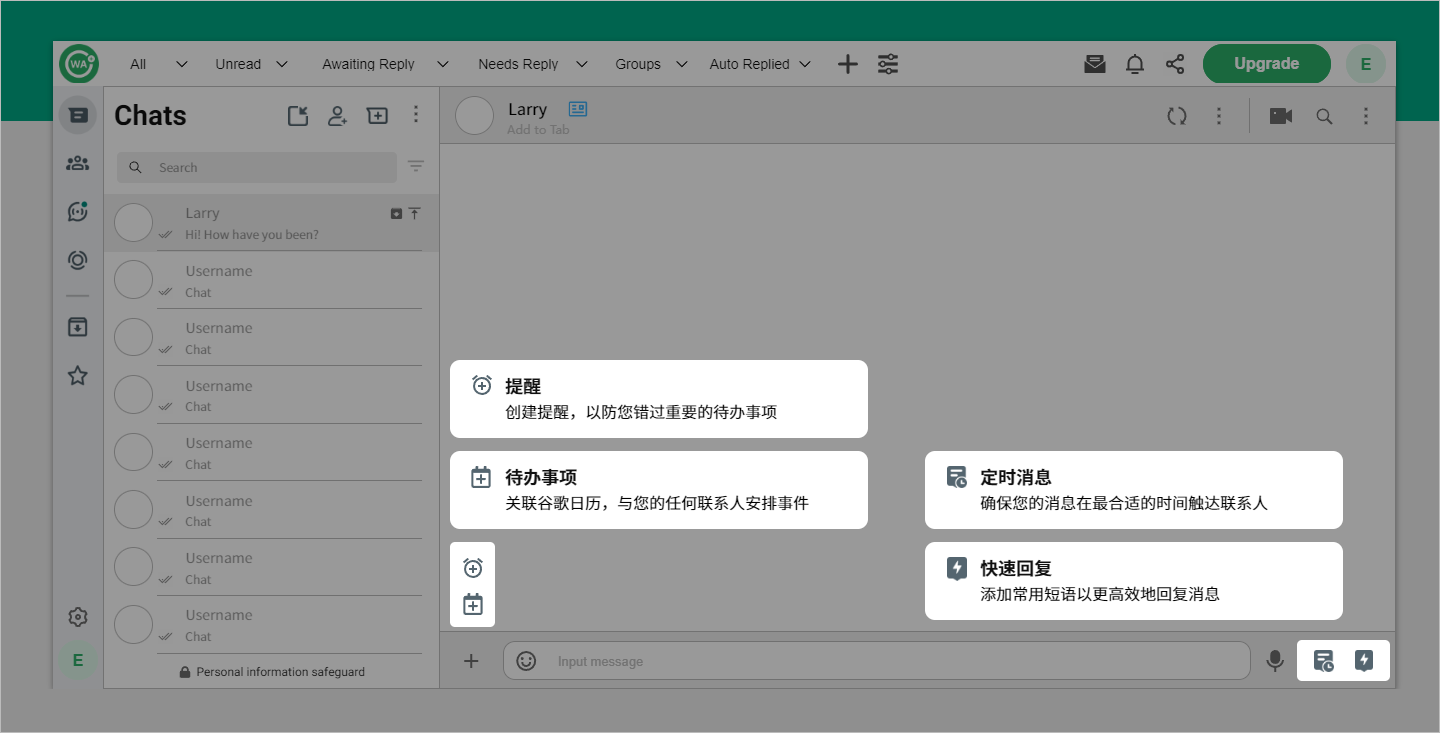 WA
All
Unread
Awaiting Reply
Needs Reply
Groups
Auto Replied
Upgrade
E
Chats
Search
Larry
Hi! How have you been?
Username
Chat
Username
Chat
Username
Chat
Username
Chat
Username
Chat
Username
Chat
Username
Chat
E
Personal information safeguard
Larry
Add to Tab
提醒
创建提醒，以防您错过重要的待办事项
待办事项
关联谷歌日历，与您的任何联系人安排事件
定时消息
确保您的消息在最合适的时间触达联系人
快速回复
添加常用短语以更高效地回复消息
Input message